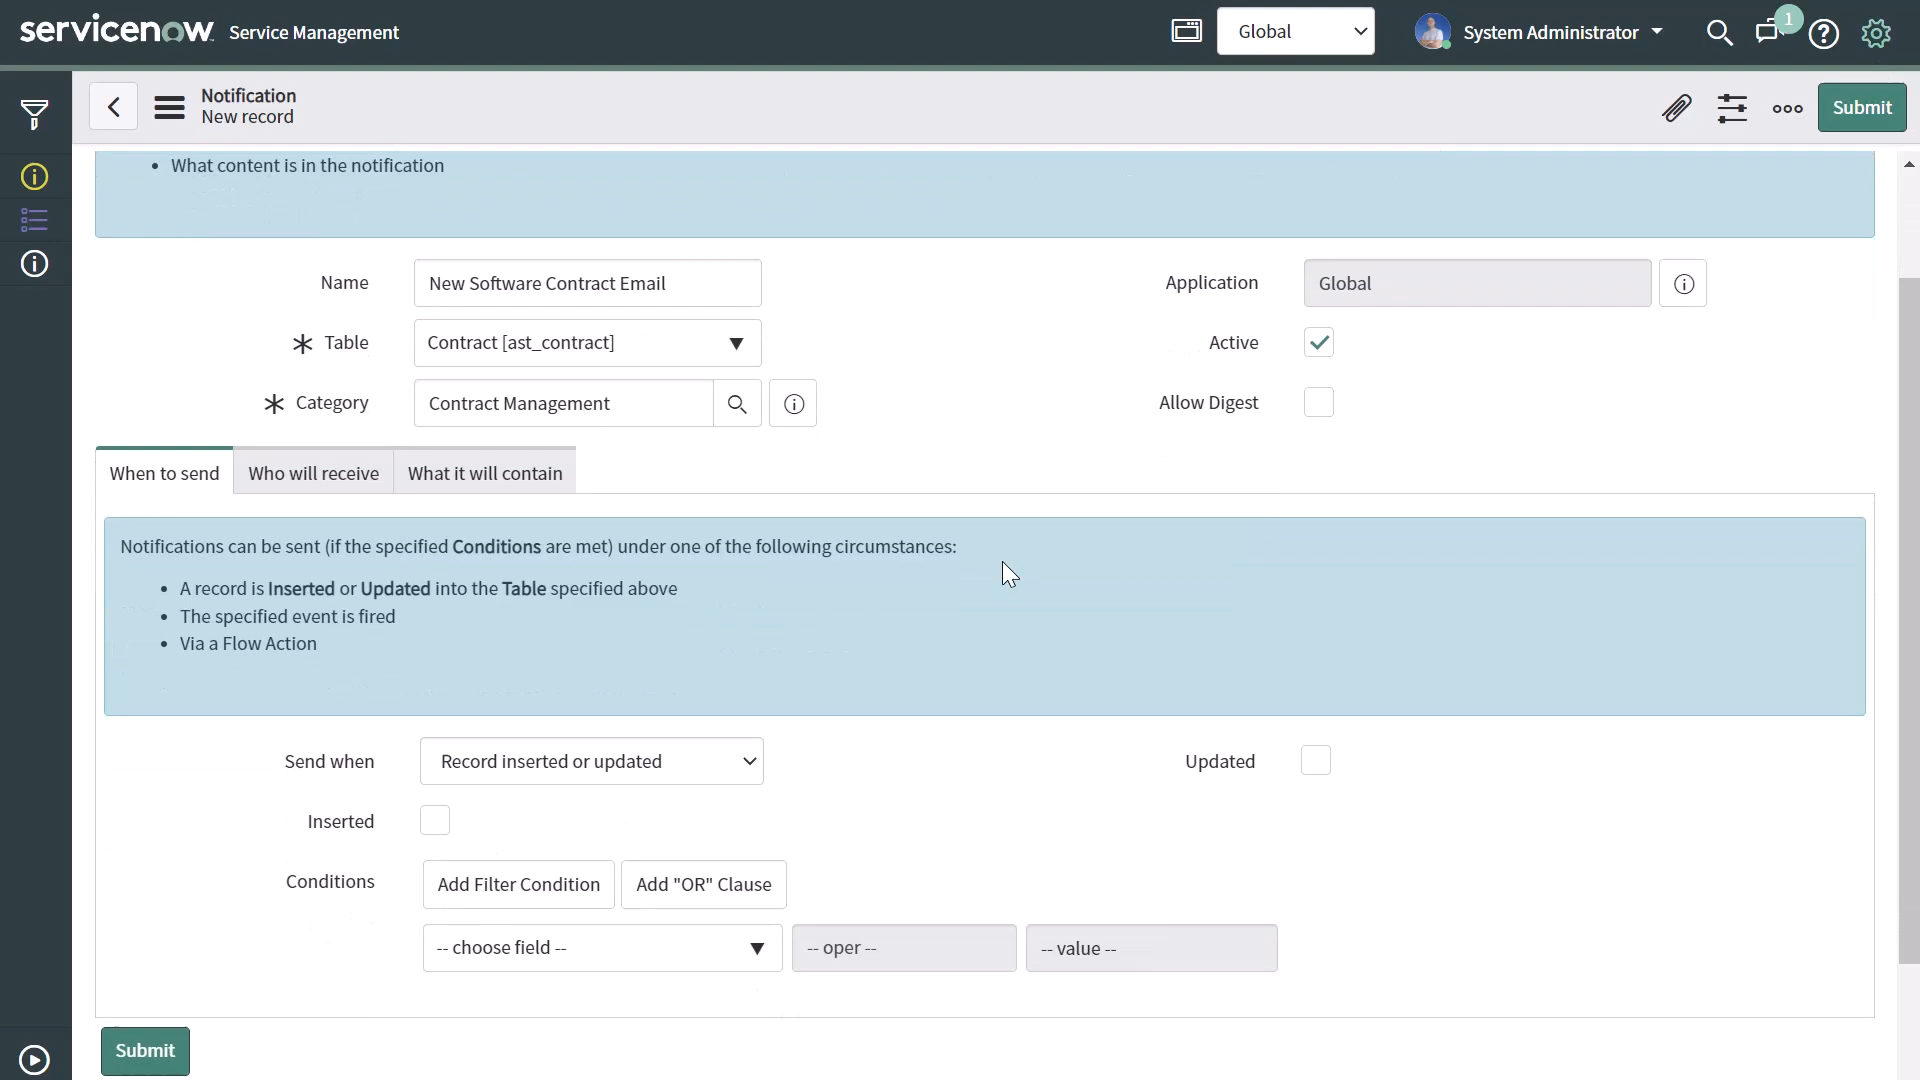 servicenow Service Management
Global
System Administrator
1
Notification
New record
Submit
• What content is in the notification
Name
New Software Contract Email
Application
Global
Table
Contract [ast_contract]
Active
Category
Contract Management
Allow Digest
When to send
Who will receive
What it will contain
Notifications can be sent (if the specified Conditions are met) under one of the following circumstances:
• A record is Inserted or Updated into the Table specified above
• The specified event is fired
• Via a Flow Action
Send when
Record inserted or updated
Updated
Inserted
Conditions
Add Filter Condition
Add "OR" Clause
-- choose field --
-- oper --
-- value --
Submit